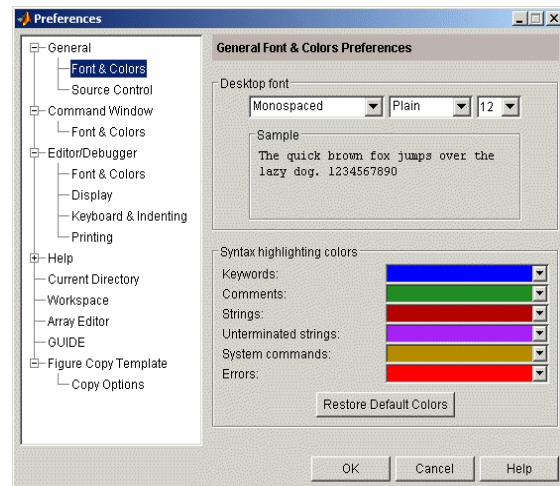 Preferences
General
Font & Colors
Source Control
Command Window
Font & Colors
Editor/Debugger
Font & Colors
Display
Keyboard & Indenting
Printing
Help
Current Directory
Workspace
Array Editor
GUIDE
Figure Copy Template
Copy Options
General Font & Colors Preferences
Desktop font
Monospaced Plain 12
Sample
The quick brown fox jumps over the
lazy dog. 1234567890
Syntax highlighting colors
Keywords:
Comments:
Strings:
Unterminated strings:
System commands:
Errors:
Restore Default Colors
OK Cancel Help